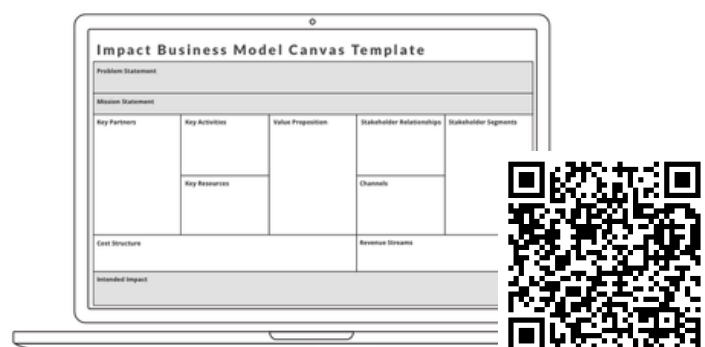 Impact Business Model Canvas Template
Problem Statement
Mission Statement
Key Partners
Key Activities
Value Proposition
Stakeholder Relationships
Stakeholder Segments
Key Resources
Channels
Cost Structure
Revenue Streams
Intended Impact